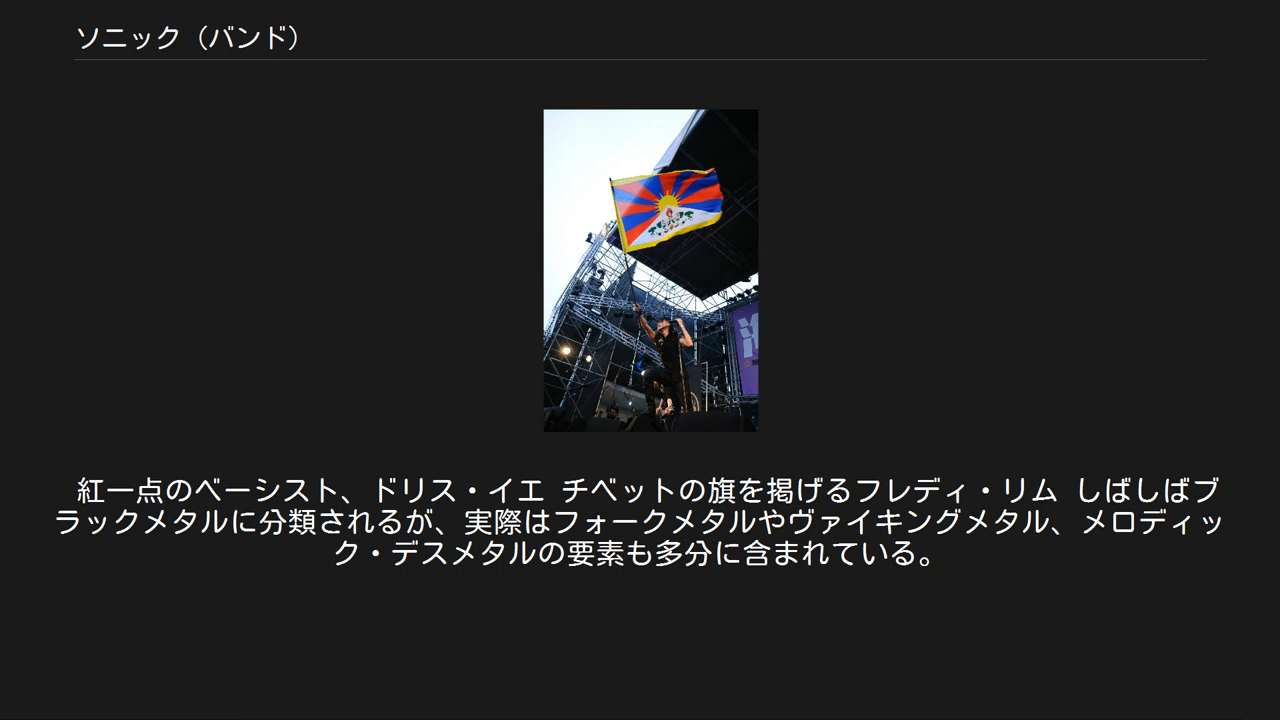 ソニック（バンド）
紅一点のベーシスト、ドリス・イエ チベットの旗を掲げるフレディ・リム しばしばブ
ラックメタルに分類されるが、実際はフォークメタルやヴァイキングメタル、メロディッ
ク・デスメタルの要素も多分に含まれている。